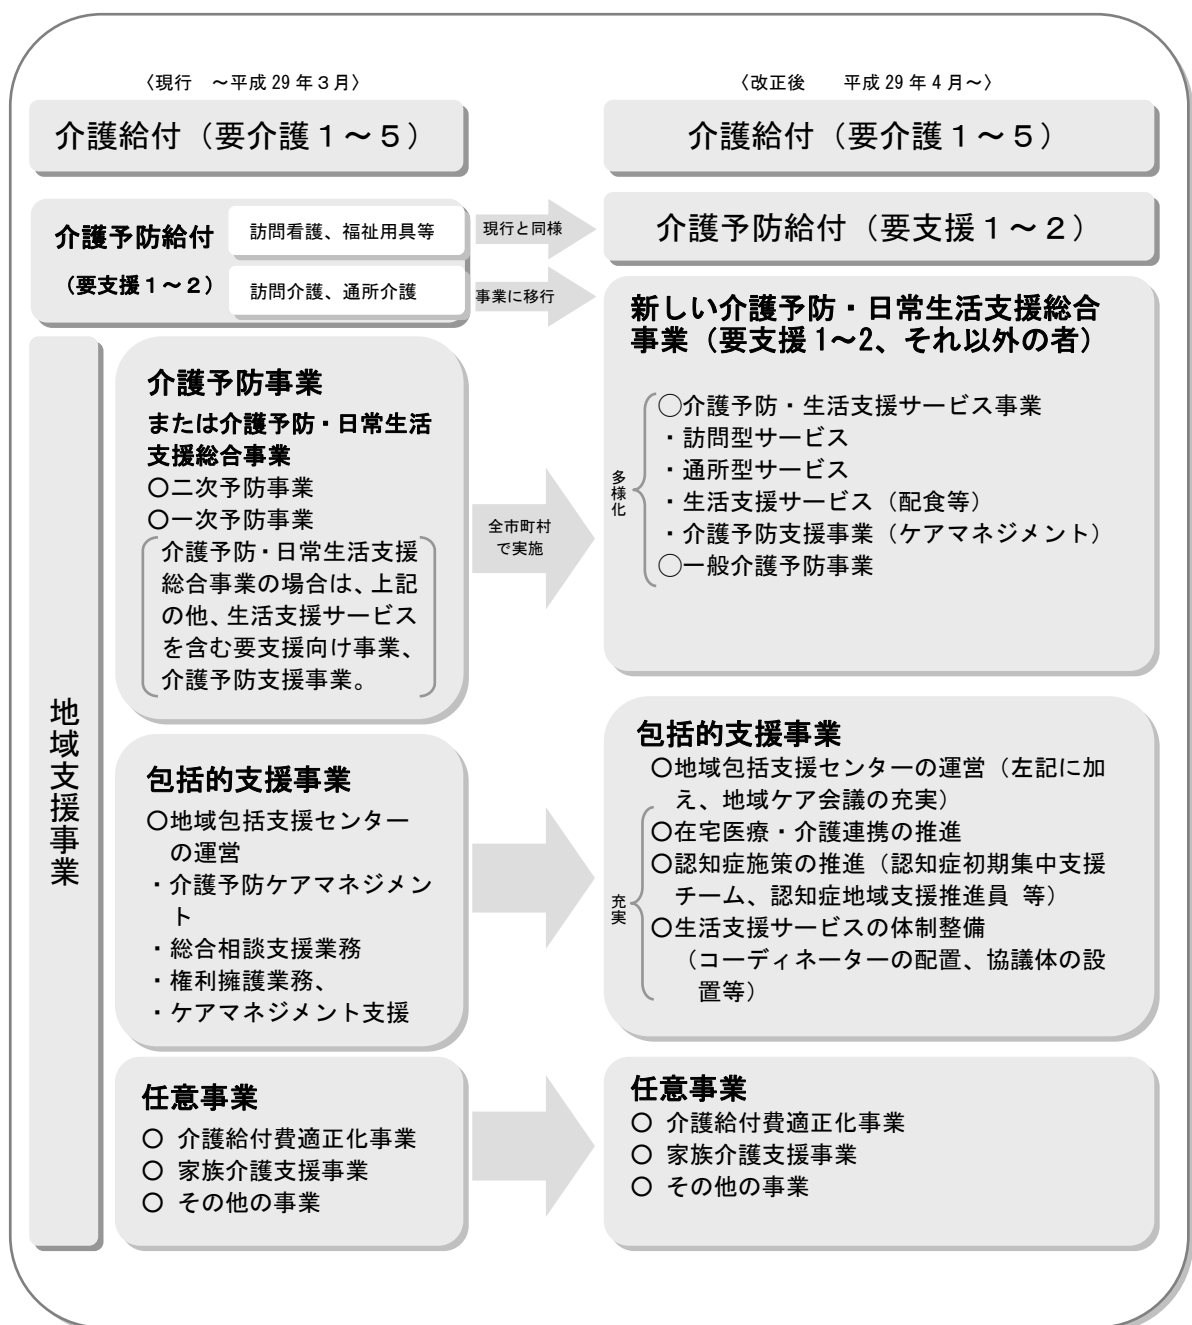 〈現行　～平成 29 年３月〉
〈改正後　　平成 29 年 4 月～〉
介護給付（要介護１～５）
介護給付（要介護１～５）
介護予防給付
（要支援１～２）
訪問看護、福祉用具等
訪問介護、通所介護
現行と同様
事業に移行
介護予防給付（要支援１～２）
新しい介護予防・日常生活支援総合
事業（要支援 1～2、それ以外の者）
地域支援事業
介護予防事業
または介護予防・日常生活
支援総合事業
○二次予防事業
○一次予防事業
介護予防・日常生活支援
総合事業の場合は、上記
の他、生活支援サービス
を含む要支援向け事業、
介護予防支援事業。
全市町村
で実施
多様化
◯介護予防・生活支援サービス事業
・訪問型サービス
・通所型サービス
・生活支援サービス（配食等）
・介護予防支援事業（ケアマネジメント）
◯一般介護予防事業
包括的支援事業
○地域包括支援センター
の運営
・介護予防ケアマネジメン
ト
・総合相談支援業務
・権利擁護業務、
・ケアマネジメント支援
包括的支援事業
○地域包括支援センターの運営（左記に加
え、地域ケア会議の充実）
○在宅医療・介護連携の推進
○認知症施策の推進（認知症初期集中支援
チーム、認知症地域支援推進員 等）
○生活支援サービスの体制整備
（コーディネーターの配置、協議体の設
置等）
充実
任意事業
○ 介護給付費適正化事業
○ 家族介護支援事業
○ その他の事業
任意事業
○ 介護給付費適正化事業
○ 家族介護支援事業
○ その他の事業